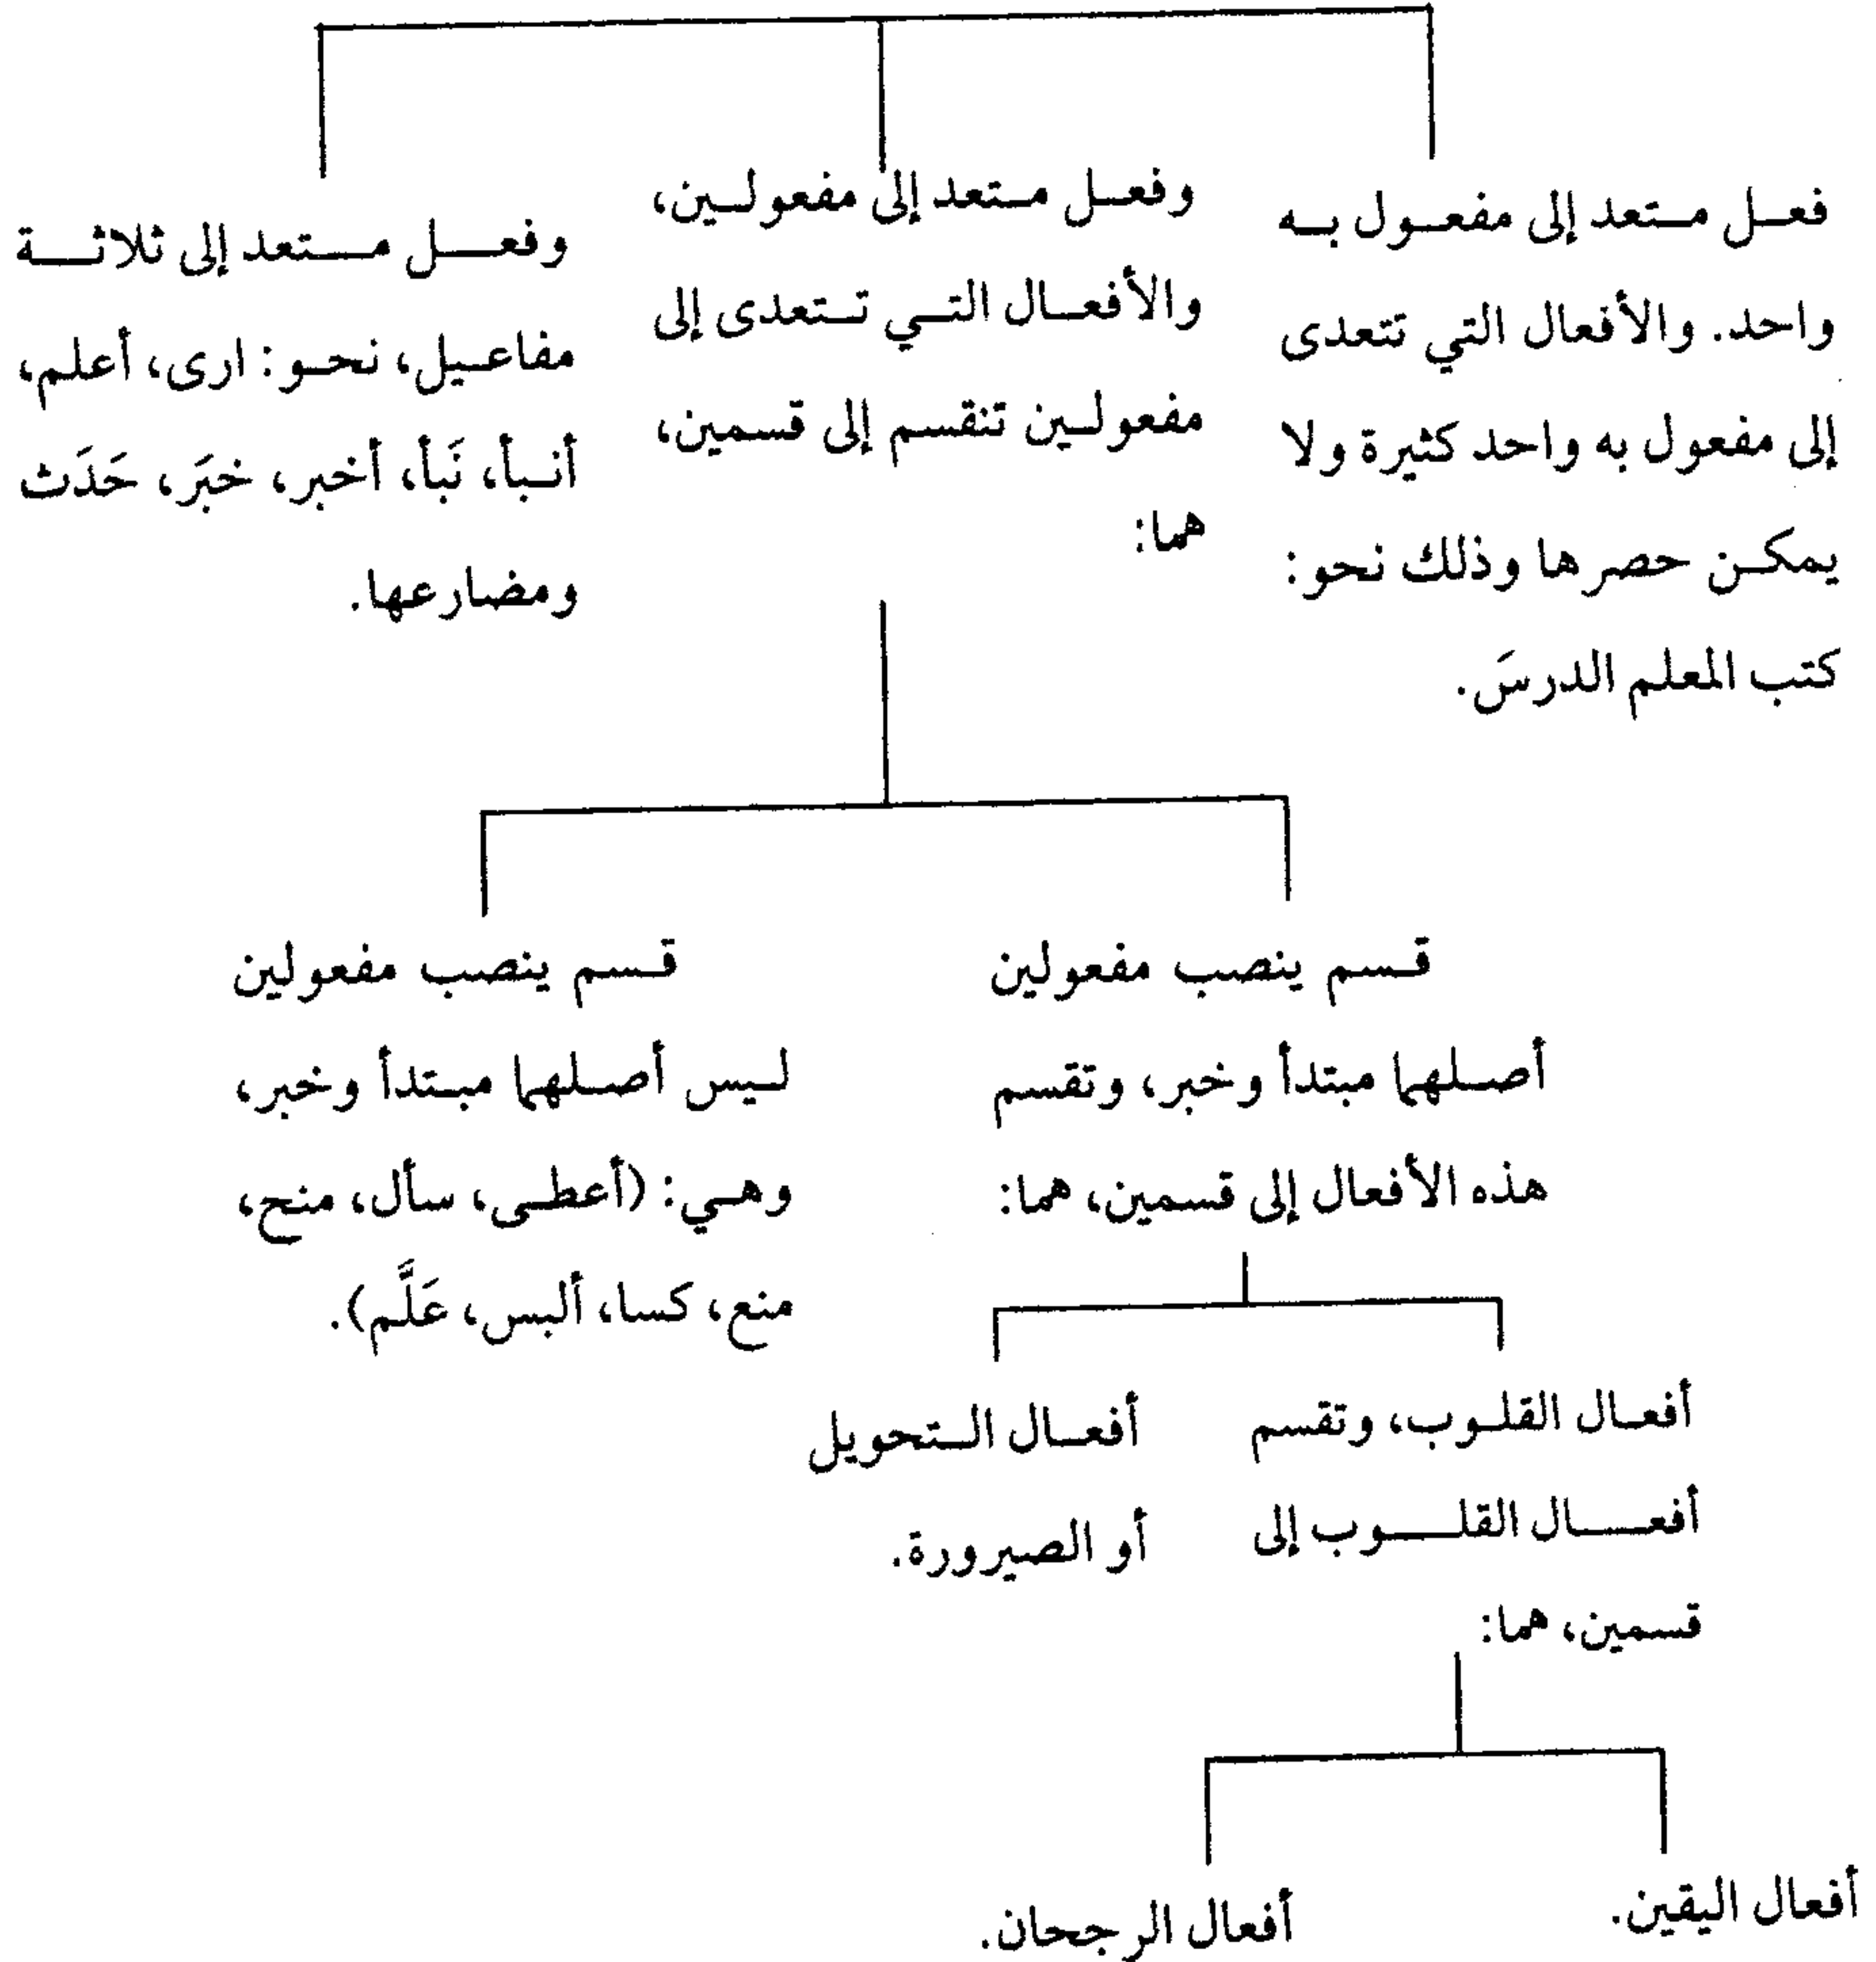 فعل متعد إلى مفعول به
واحد. والأفعال التي تتعدى
إلى مفعول به واحد كثيرة ولا
يمكن حصرها وذلك نحو:
كتب المعلم الدرسَ.
وفعل متعد إلى مفعولين،
والأفعال التي تتعدى إلى
مفعولين تنقسم إلى قسمين،
هما:
وفعل متعد إلى ثلاثة
مفاعيل، نحو: ارى، أعلم،
أنبأ، نَبأ، أخبر، خبَر، حَدَث
ومضارعها.
قسم ينصب مفعولين
أصلهما مبتدأ وخبر، وتقسم
هذه الأفعال إلى قسمين، هما:
قسم ينصب مفعولين
ليس أصلهما مبتدأ وخبر،
وهي: (أعطى، سأل، منح،
منع، كسا، ألبس، عَلَّم).
أفعال القلوب، وتقسم
أفعال القلوب إلى
قسمين، هما:
أفعال التحويل
أو الصيرورة.
أفعال اليقين.
أفعال الرجحان.